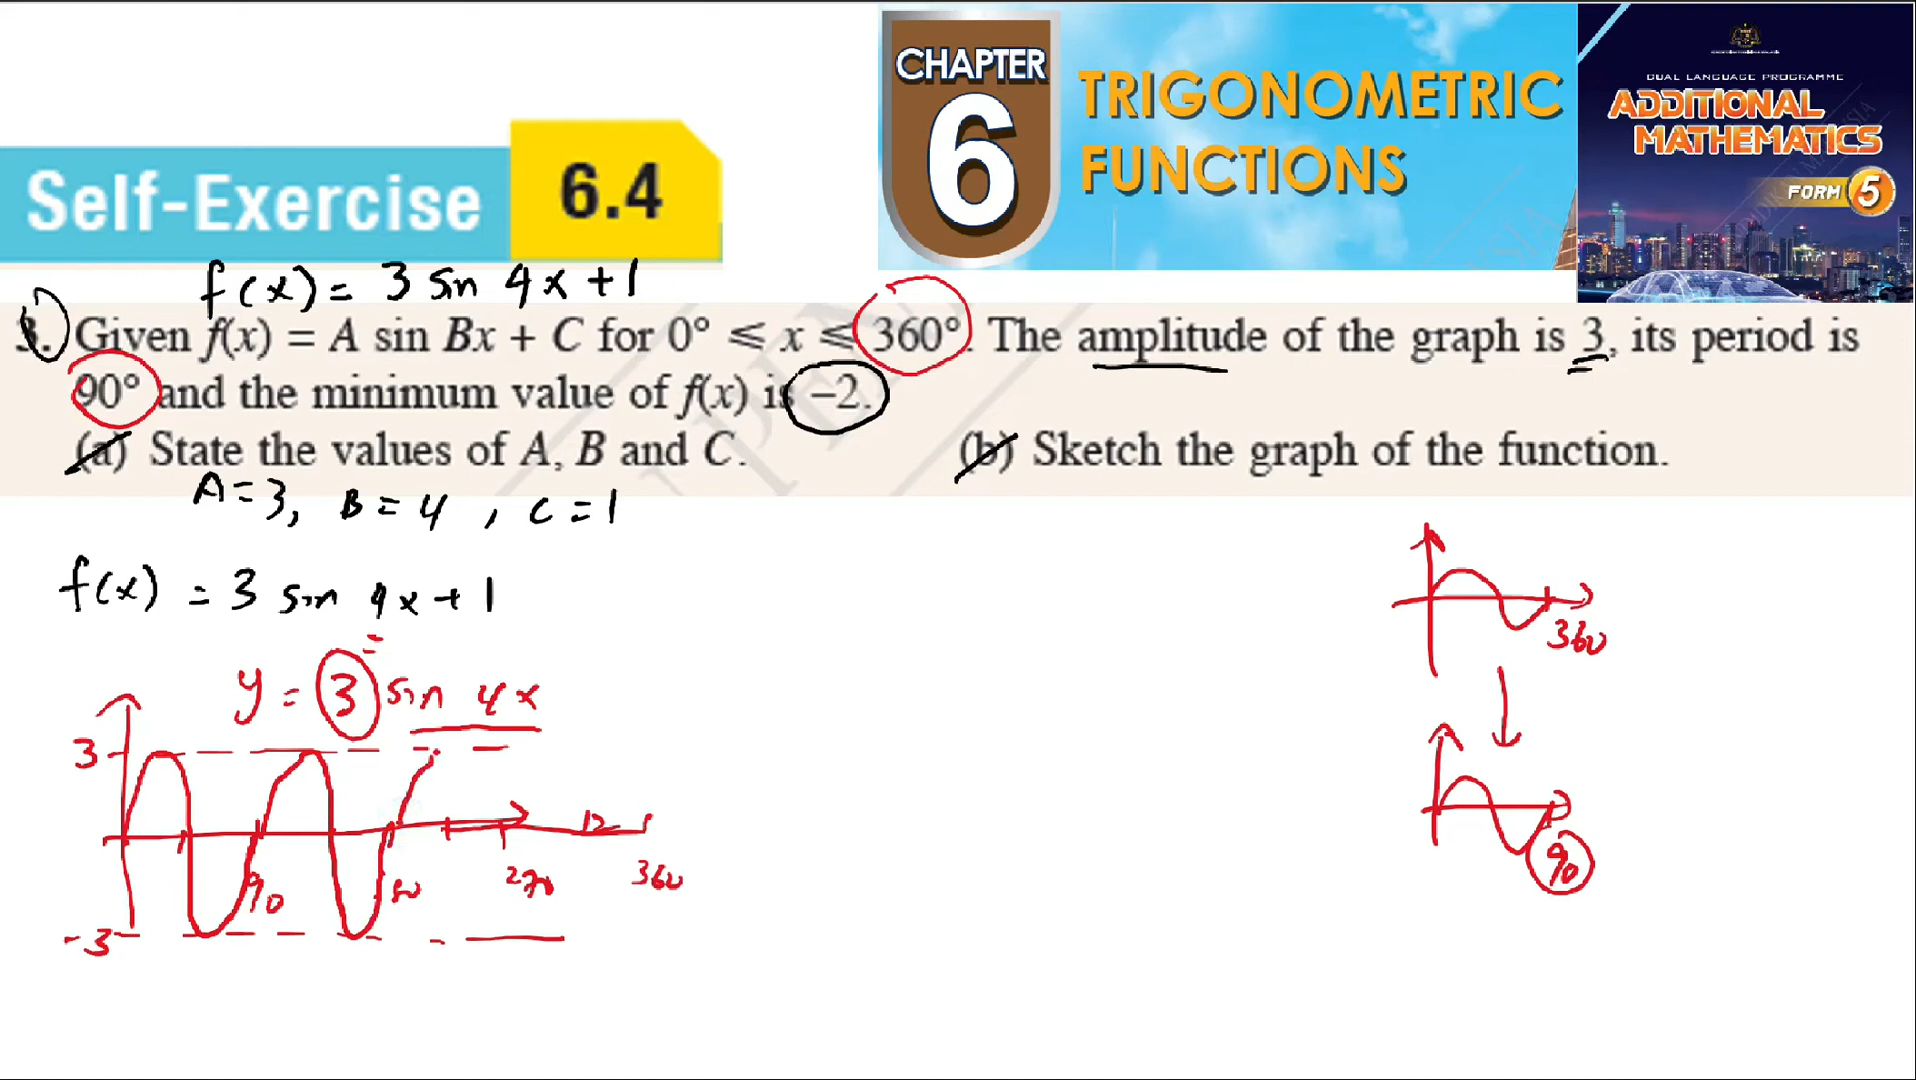 CHAPTER
6
TRIGONOMETRIC
FUNCTIONS
DUAL LANGUAGE PROGRAMME
ADDITIONAL
MATHEMATICS
FORM 5
Self-Exercise 6.4
f(x) = 3 sin 4x + 1
3. Given f(x) = A sin Bx + C for 0° ⩽ x ⩽ 360°. The amplitude of the graph is 3, its period is
90° and the minimum value of f(x) is −2.
(a) State the values of A, B and C. (b) Sketch the graph of the function.
A = 3, B = 4, C = 1
f(x) = 3 sin 4x + 1
y = 3 sin 4x
3
-3
90
270
360
360
90